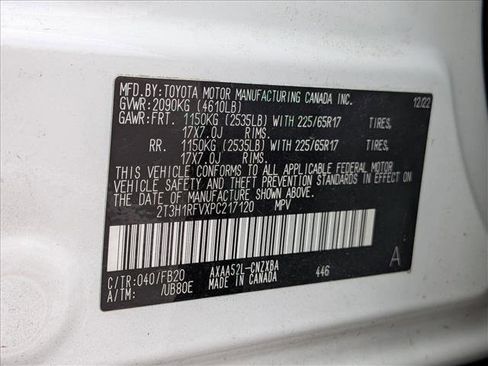 MFD.BY: TOYOTA MOTOR MANUFACTURING CANADA INC. 12/22
GVWR: 2090KG (4610LB)
GAWR: FRT. 1150KG (2535LB) WITH 225/65R17 TIRES,
17X7.0J RIMS.
RR. 1150KG (2535LB) WITH 225/65R17 TIRES,
17X7.0J RIMS.
THIS VEHICLE CONFORMS TO ALL APPLICABLE FEDERAL MOTOR
VEHICLE SAFETY AND THEFT PREVENTION STANDARDS IN EFFECT ON
THE DATE OF MANUFACTURE SHOWN ABOVE.
2T3H1RFVXPC217120 MPV
C/TR: 040/FB20 AXAA52L-CNZXBA 446 A
A/TM: /UB80E MADE IN CANADA